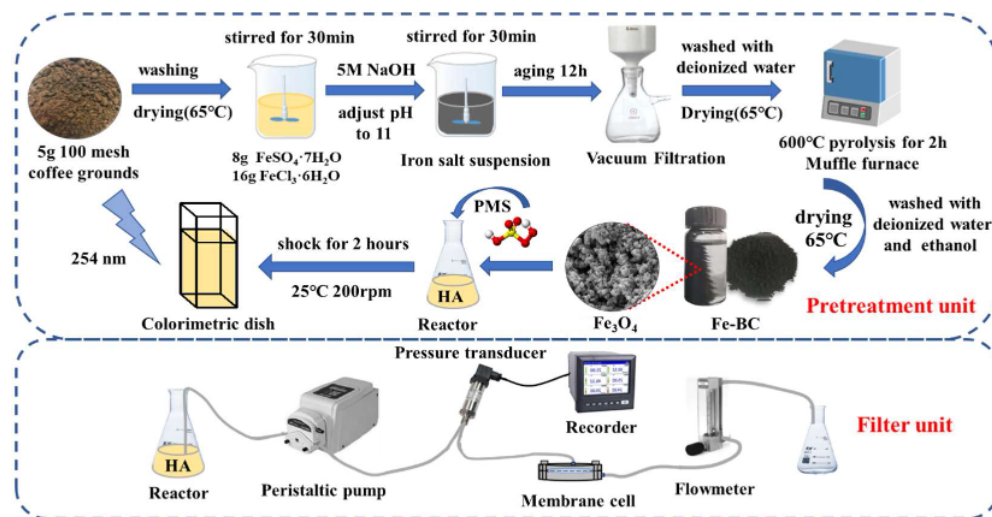 stirred for 30min
stirred for 30min
washing
drying(65℃)
5M NaOH
adjust pH
to 11
aging 12h
washed with
deionized water
Drying(65℃)
5g 100 mesh
coffee grounds
8g FeSO₄·7H₂O
16g FeCl₃·6H₂O
Iron salt suspension
Vacuum Filtration
600℃ pyrolysis for 2h
Muffle furnace
washed with
deionized water
and ethanol
drying
65℃
PMS
254 nm
shock for 2 hours
25℃ 200rpm
HA
Colorimetric dish
Reactor
Fe₃O₄
Fe-BC
Pretreatment unit
Pressure transducer
Recorder
Filter unit
HA
Reactor
Peristaltic pump
Membrane cell
Flowmeter